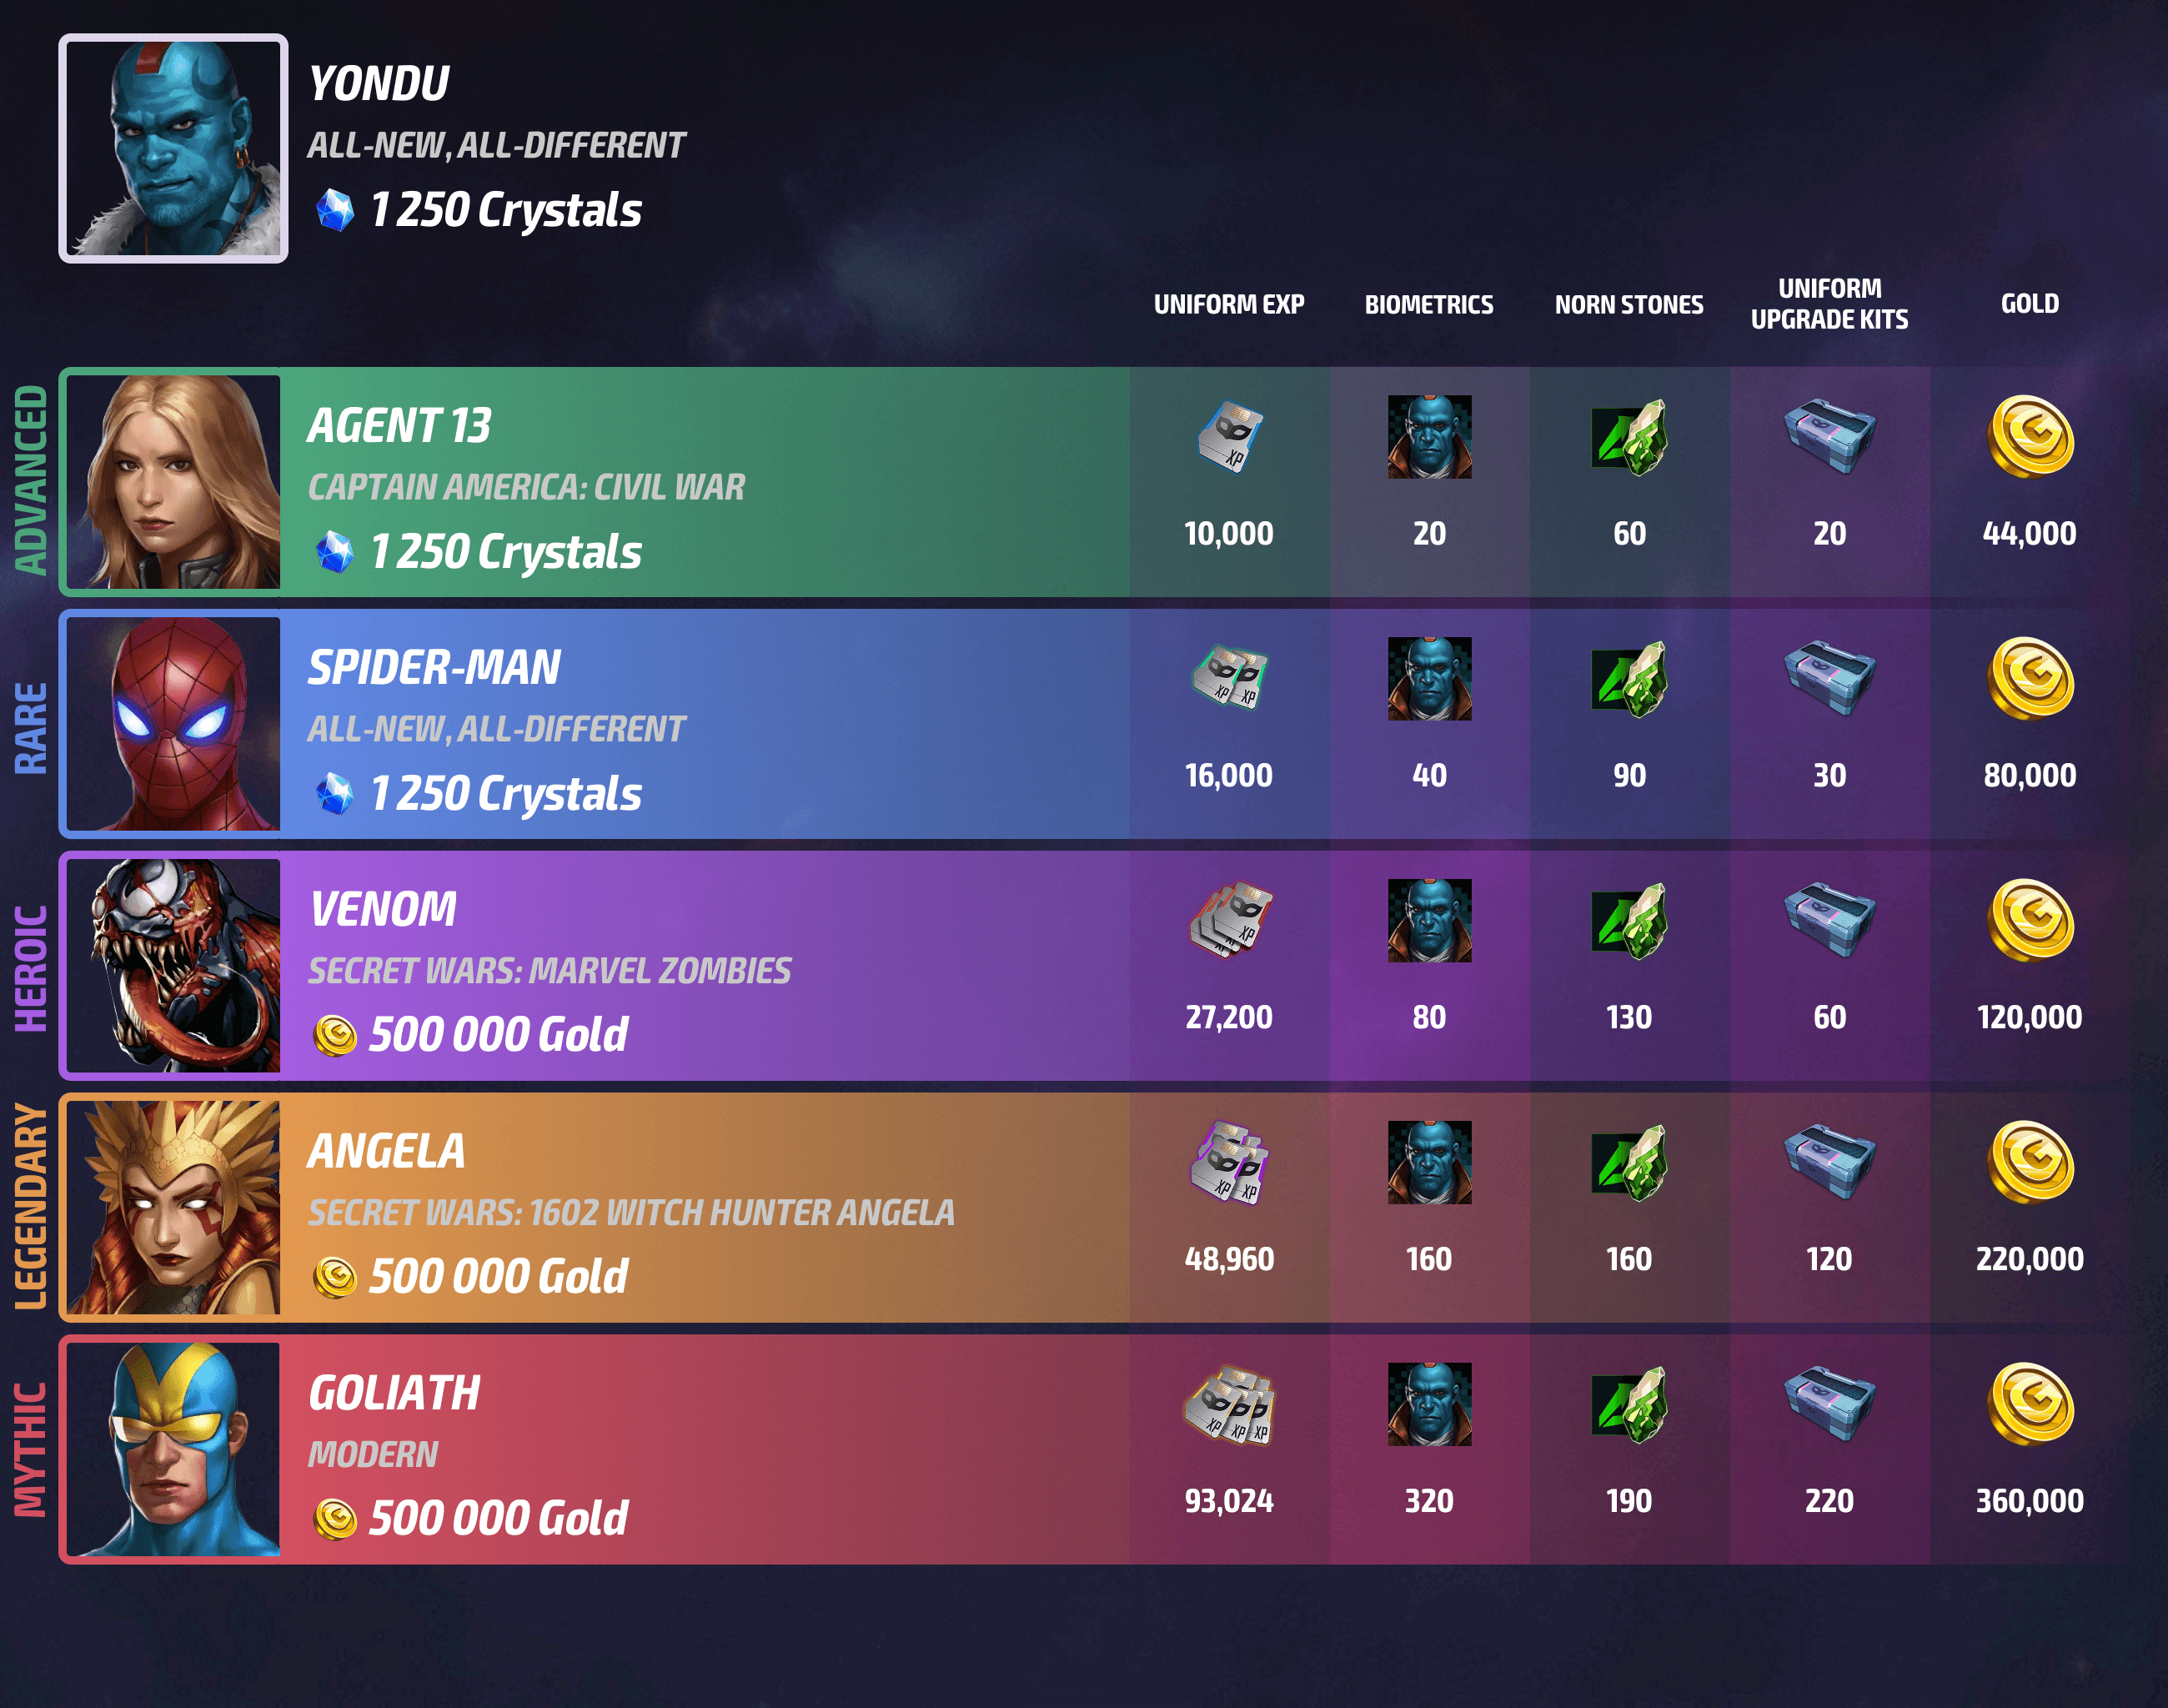 YONDU
ALL-NEW, ALL-DIFFERENT
1 250 Crystals
UNIFORM EXP
BIOMETRICS
NORN STONES
UNIFORM
UPGRADE KITS
GOLD
ADVANCED
AGENT 13
CAPTAIN AMERICA: CIVIL WAR
1 250 Crystals
XP
10,000
20
60
20
44,000
RARE
SPIDER-MAN
ALL-NEW, ALL-DIFFERENT
1 250 Crystals
XP XP
16,000
40
90
30
80,000
HEROIC
VENOM
SECRET WARS: MARVEL ZOMBIES
500 000 Gold
XP
27,200
80
130
60
120,000
LEGENDARY
ANGELA
SECRET WARS: 1602 WITCH HUNTER ANGELA
500 000 Gold
XP XP
48,960
160
160
120
220,000
MYTHIC
GOLIATH
MODERN
500 000 Gold
XP XP XP
93,024
320
190
220
360,000